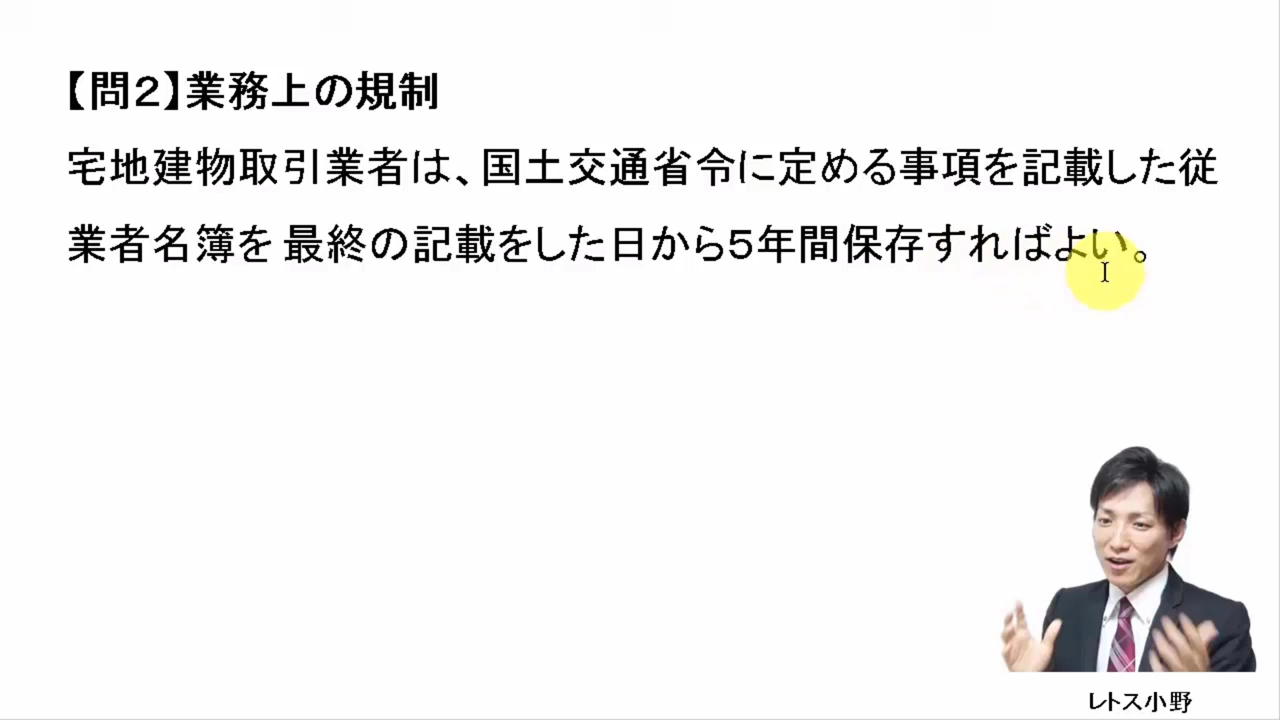 【問２】業務上の規制
宅地建物取引業者は、国土交通省令に定める事項を記載した従
業者名簿を 最終の記載をした日から５年間保存すればよい。
レトス小野